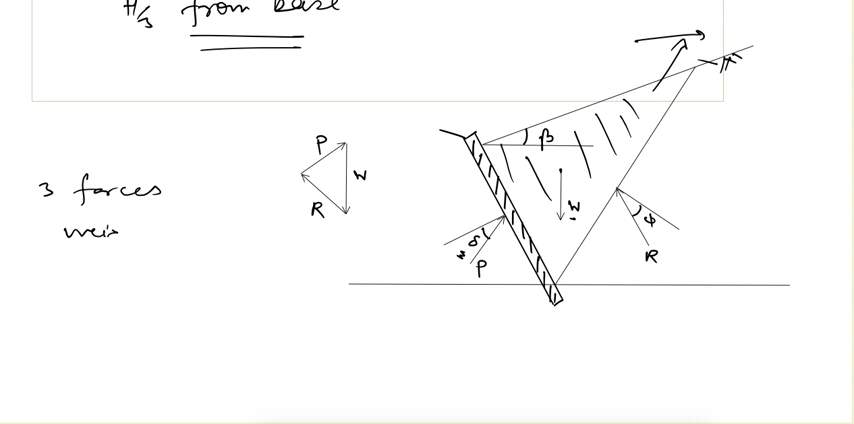 H/3 from base
β
P
W
R
3 forces
W
φ
δ
P
R